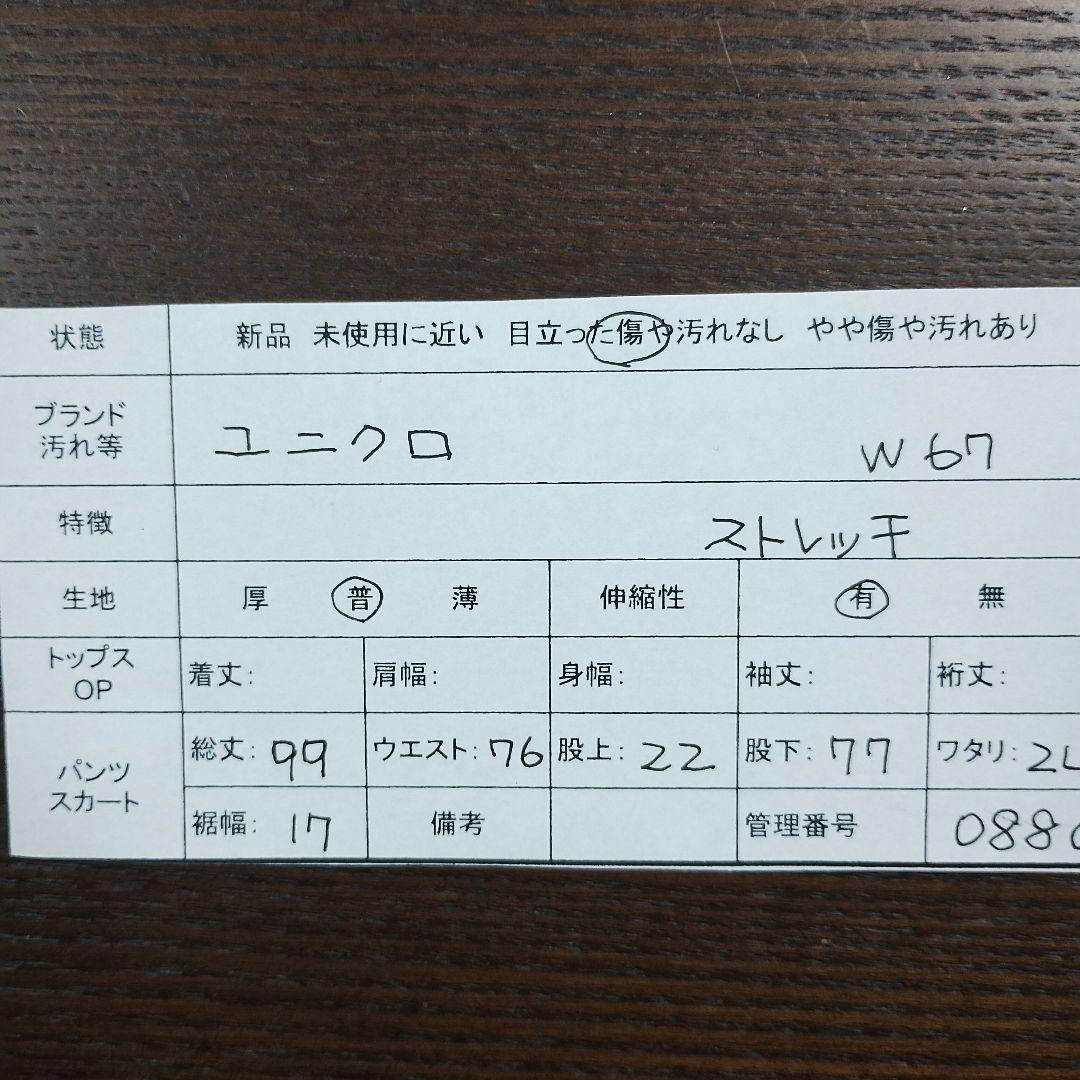 状態 新品 未使用に近い 目立った傷や汚れなし やや傷や汚れあり
ブランド
汚れ等 ユニクロ W67
特徴 ストレッチ
生地 厚 普 薄 伸縮性 有 無
トップス
OP 着丈: 肩幅: 身幅: 袖丈: 裄丈:
パンツ
スカート 総丈: 99 ウエスト: 76 股上: 22 股下: 77 ワタリ: 2
裾幅: 17 備考 管理番号 088